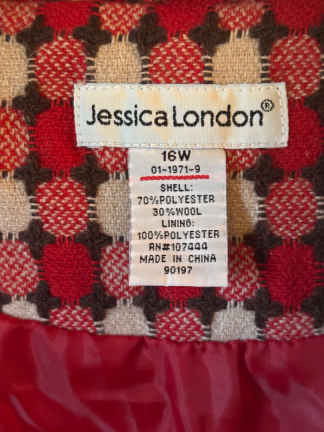 Jessica London®
16W
01-1971-9
SHELL:
70%POLYESTER
30%WOOL
LINING:
100%POLYESTER
RN#107444
MADE IN CHINA
90197